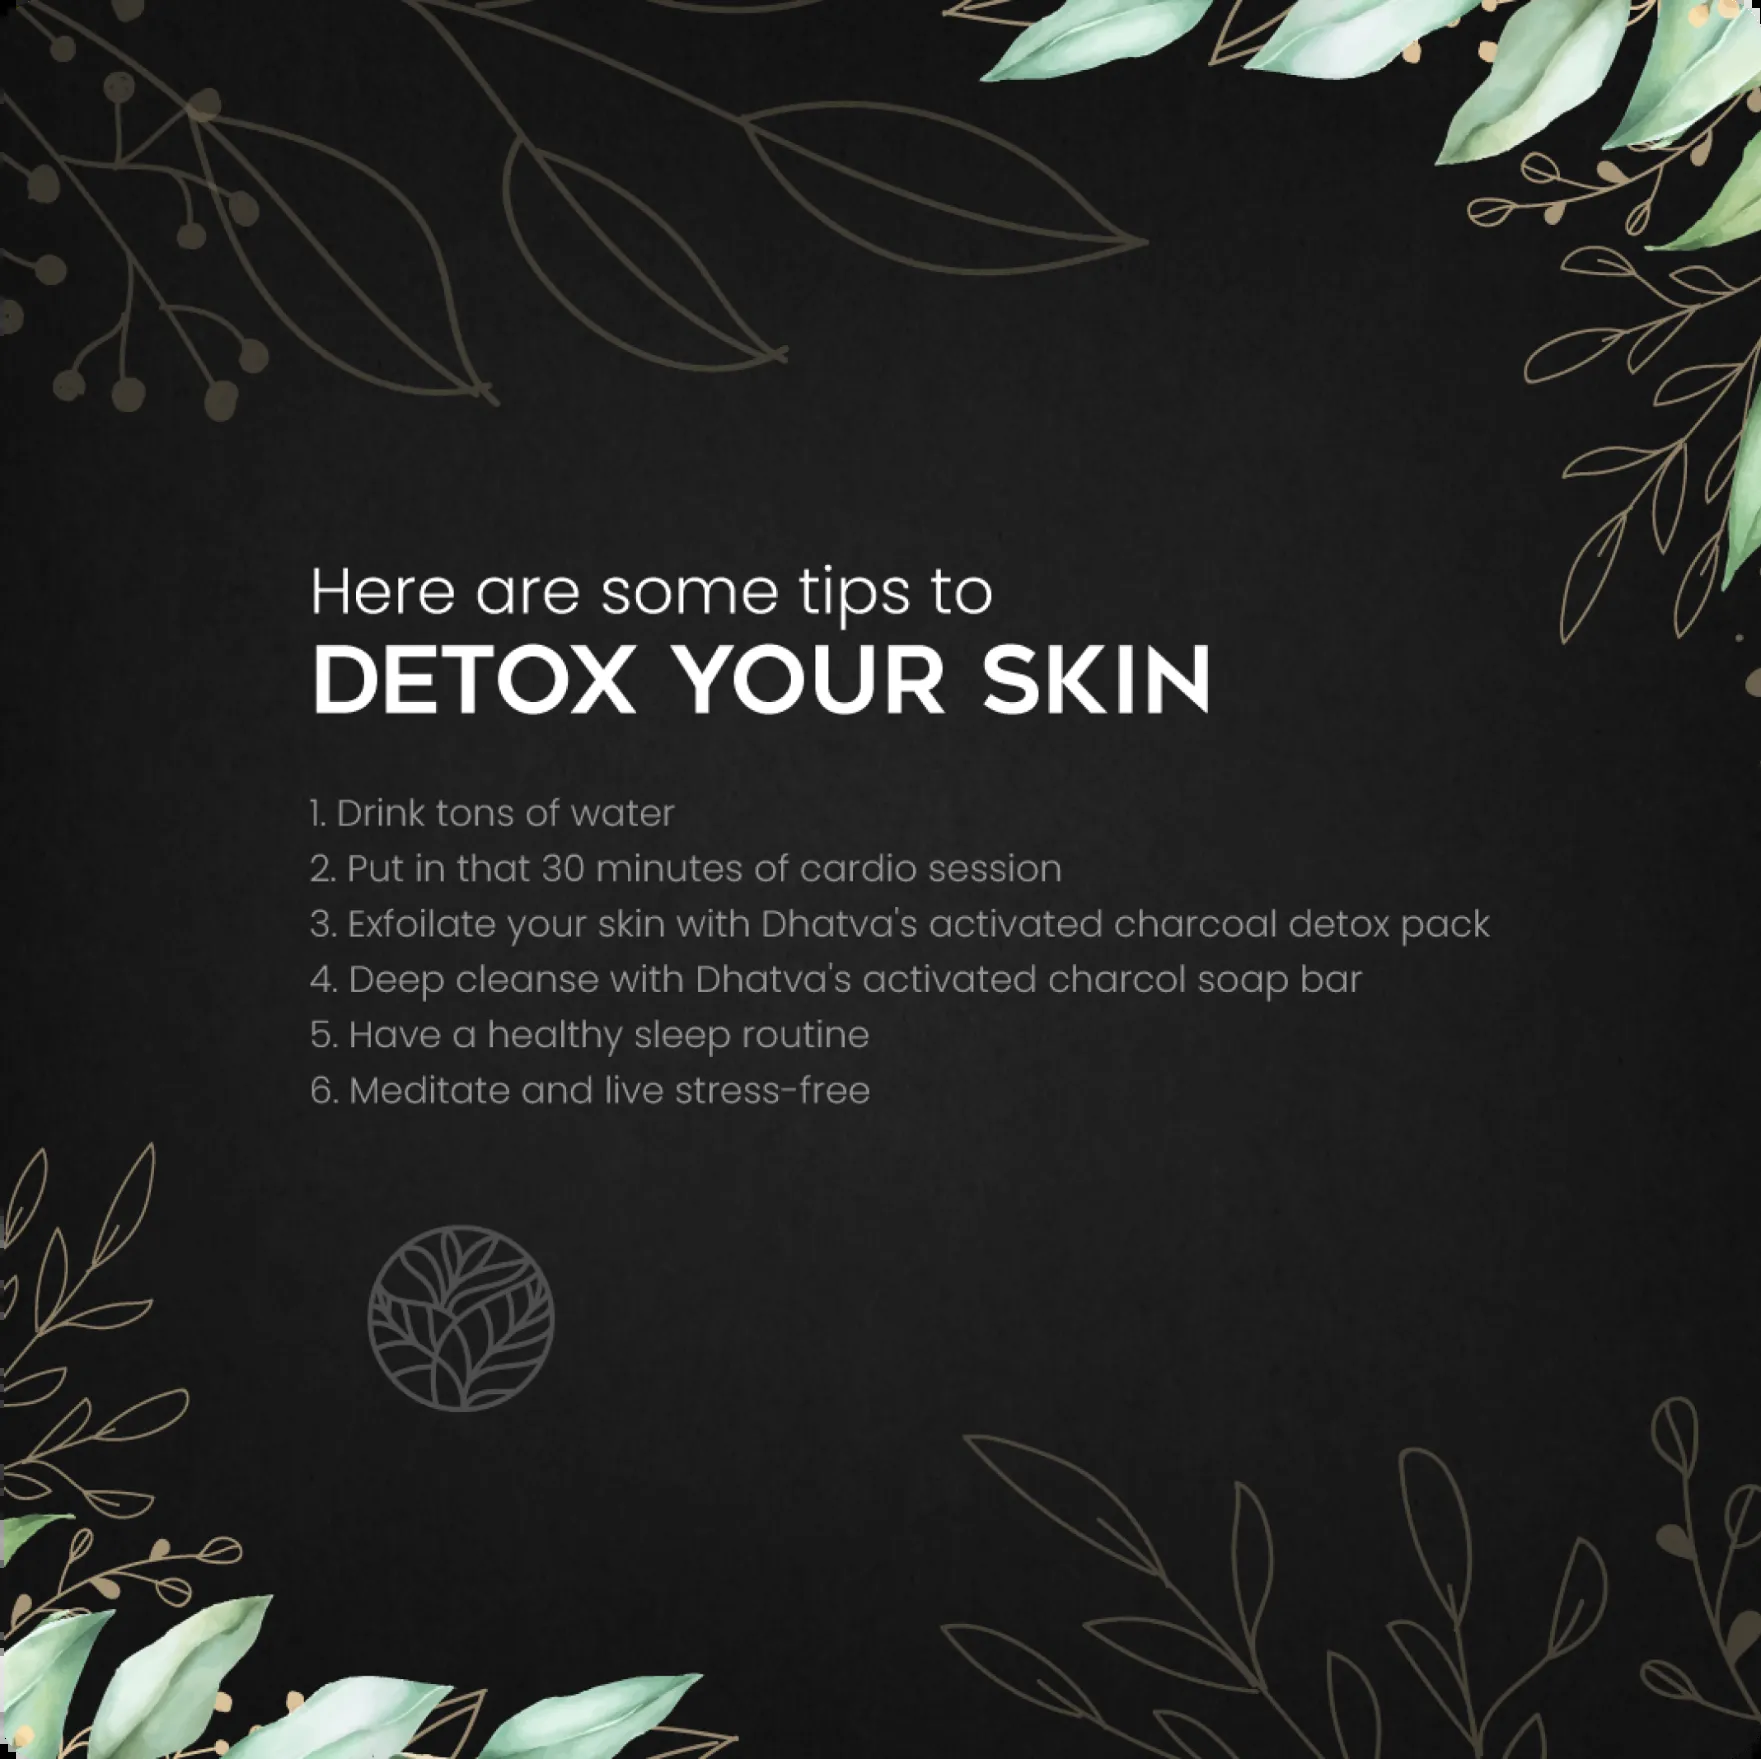 Here are some tips to
DETOX YOUR SKIN
1. Drink tons of water
2. Put in that 30 minutes of cardio session
3. Exfoilate your skin with Dhatva's activated charcoal detox pack
4. Deep cleanse with Dhatva's activated charcol soap bar
5. Have a healthy sleep routine
6. Meditate and live stress-free